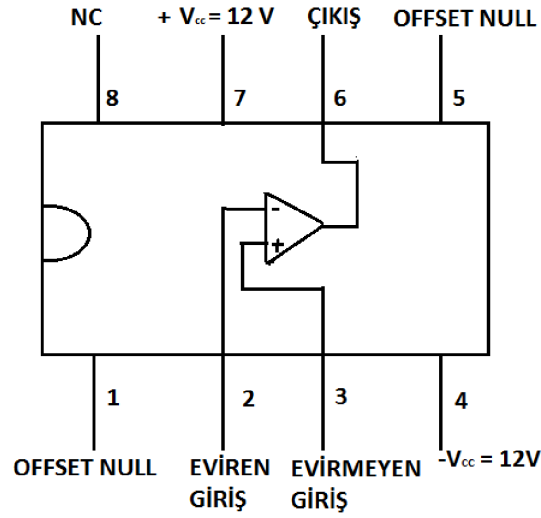 NC + Vcc = 12 V ÇIKIŞ OFFSET NULL
8 7 6 5
-
+
1 2 3 4
OFFSET NULL EVİREN EVİRMEYEN -Vcc = 12V
GİRİŞ GİRİŞ